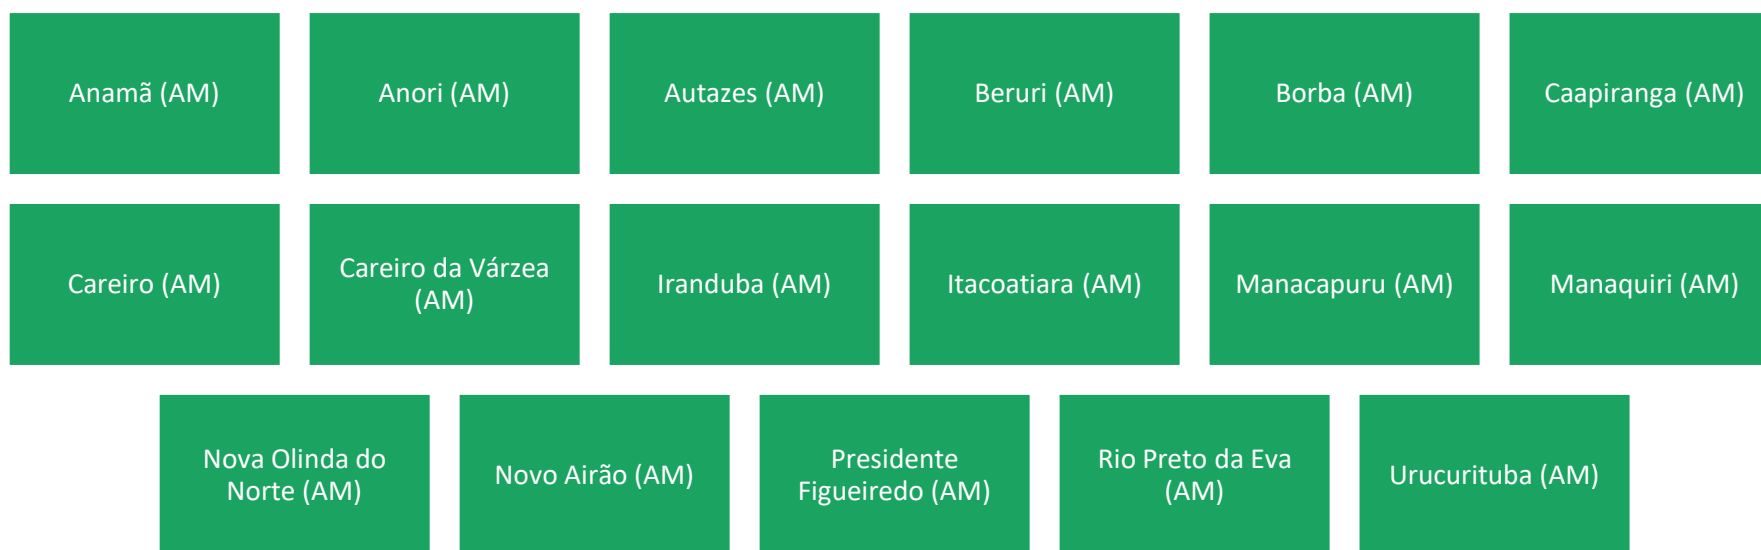 Anamã (AM)
Anori (AM)
Autazes (AM)
Beruri (AM)
Borba (AM)
Caapiranga (AM)
Careiro (AM)
Careiro da Várzea
(AM)
Iranduba (AM)
Itacoatiara (AM)
Manacapuru (AM)
Manaquiri (AM)
Nova Olinda do
Norte (AM)
Novo Airão (AM)
Presidente
Figueiredo (AM)
Rio Preto da Eva
(AM)
Urucurituba (AM)